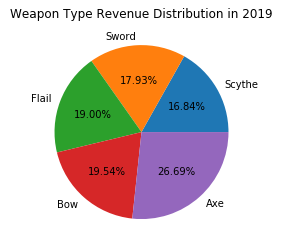 Weapon Type Revenue Distribution in 2019
Sword
17.93%
Scythe
16.84%
Flail
19.00%
19.54%
26.69%
Bow
Axe